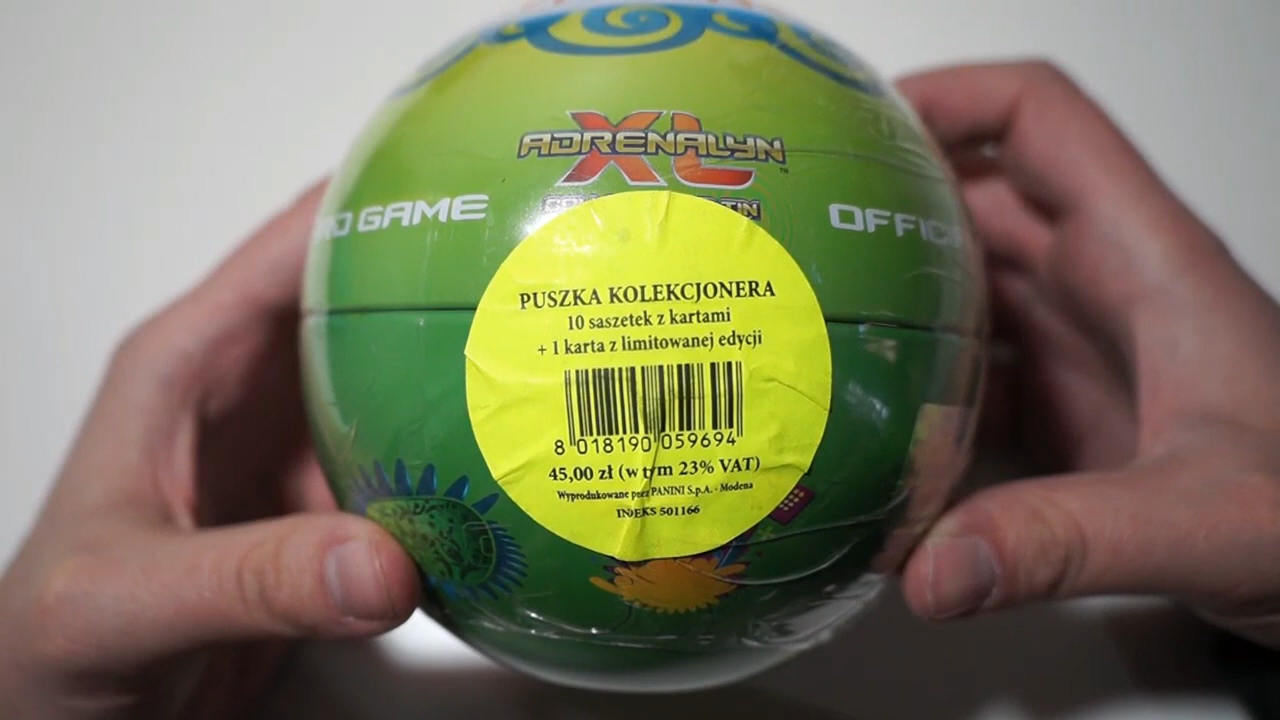 ADRENALYN
XL
™
GAME
OFFIC
PUSZKA KOLEKCJONERA
10 saszetek z kartami
+ 1 karta z limitowanej edycji
8 018190 059694
45,00 zł (w tym 23% VAT)
Wyprodukowane przez PANINI S.p.A. - Modena
INDEKS 501166